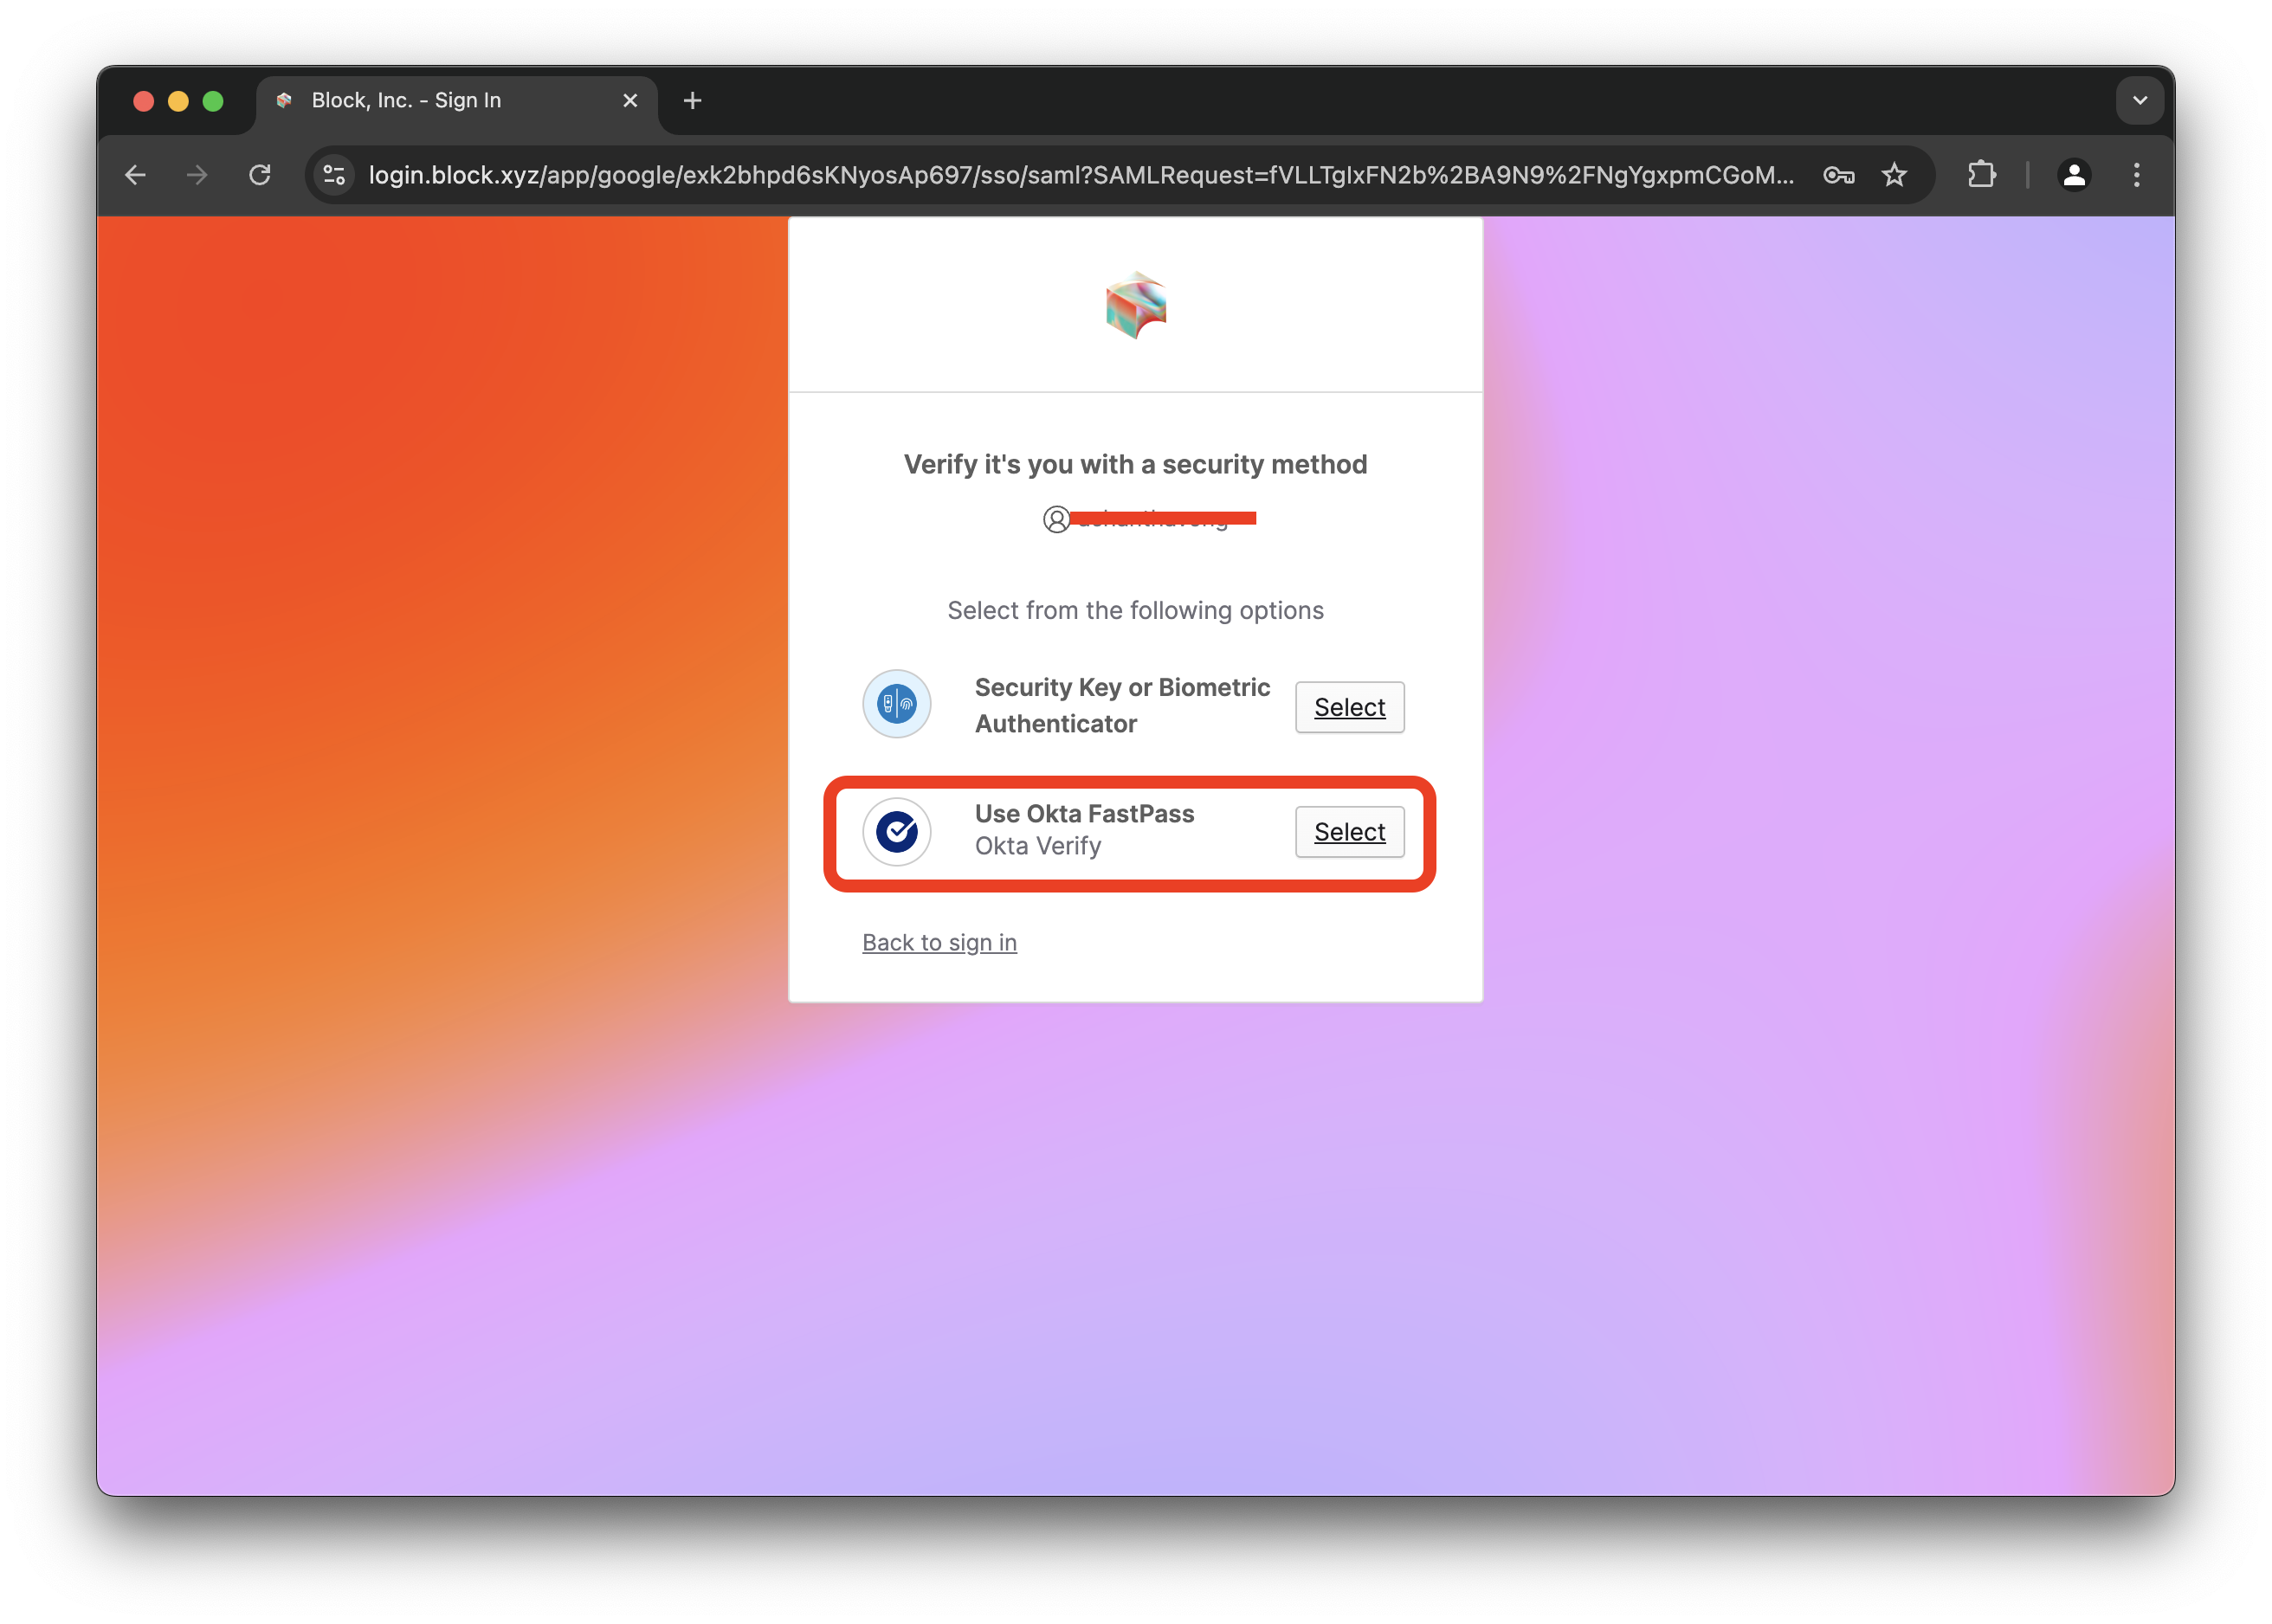 Block, Inc. - Sign In
login.block.xyz/app/google/exk2bhpd6sKNyosAp697/sso/saml?SAMLRequest=fVLLTgIxFN2b%2BA9N9%2FNgYgxpmCGoM...
Verify it's you with a security method
Select from the following options
Security Key or Biometric
Authenticator
Select
Use Okta FastPass
Okta Verify
Select
Back to sign in